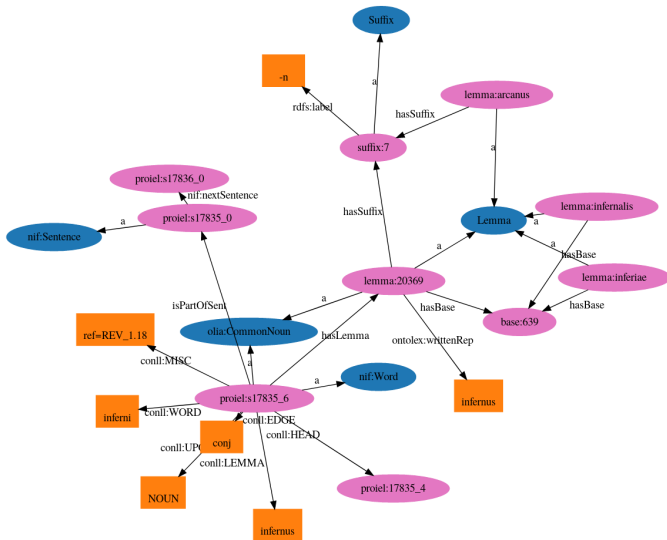 Suffix
-n
a
rdfs:label
lemma:arcanus
hasSuffix
suffix:7
a
proiel:s17836_0
nif:nextSentence
proiel:s17835_0
a
nif:Sentence
hasSuffix
Lemma
lemma:infernalis
a
a
a
hasBase
lemma:20369
lemma:inferiae
hasBase
hasBase
isPartOfSent
a
olia:CommonNoun
hasLemma
base:639
ref=REV_1.18
conll:MISC
ontolex:writtenRep
a
a
nif:Word
proiel:s17835_6
infernus
inferni
conll:WORD
conll:EDGE
conj
conll:HEAD
conll:UPO
conll:LEMMA
NOUN
proiel:17835_4
infernus